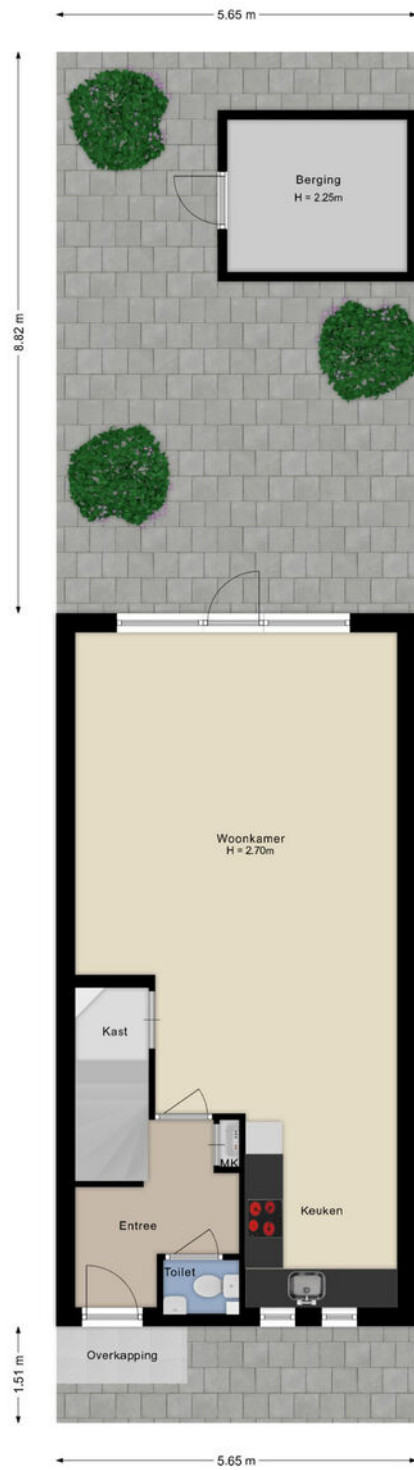 5.65 m
8.82 m
Berging
H = 2.25m
Woonkamer
H = 2.70m
Kast
MK
Keuken
Entree
Toilet
Overkapping
1.51 m
5.65 m